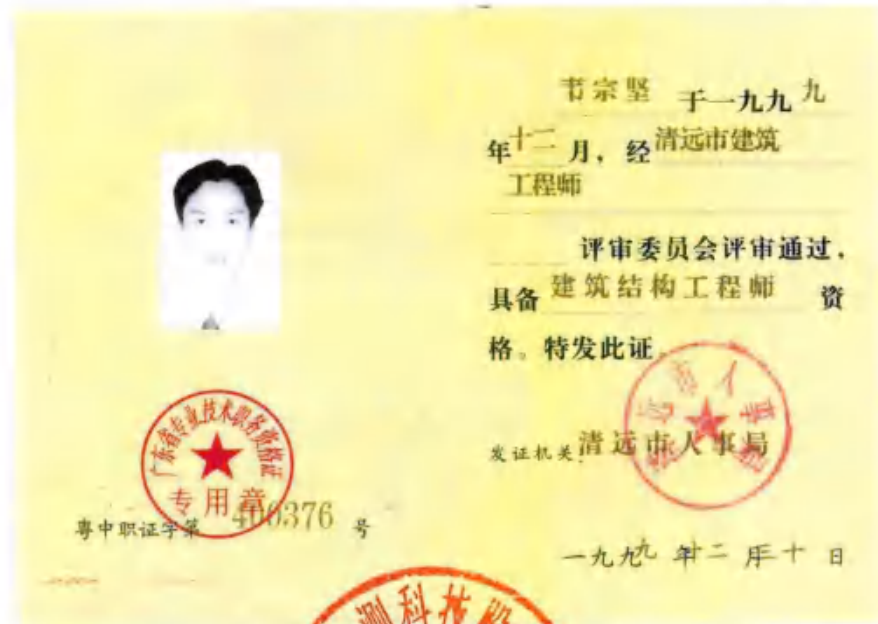 广东省专业技术职务资格证
专用章
粤中职证字第 400376 号
韦宗坚 于一九九九
年十二月,经清远市建筑
工程师
评审委员会评审通过,
具备 建筑结构工程师 资
格。特发此证。
清远市人事局
发证机关:清远市人事局
一九九九年十二月三十日
测科技股